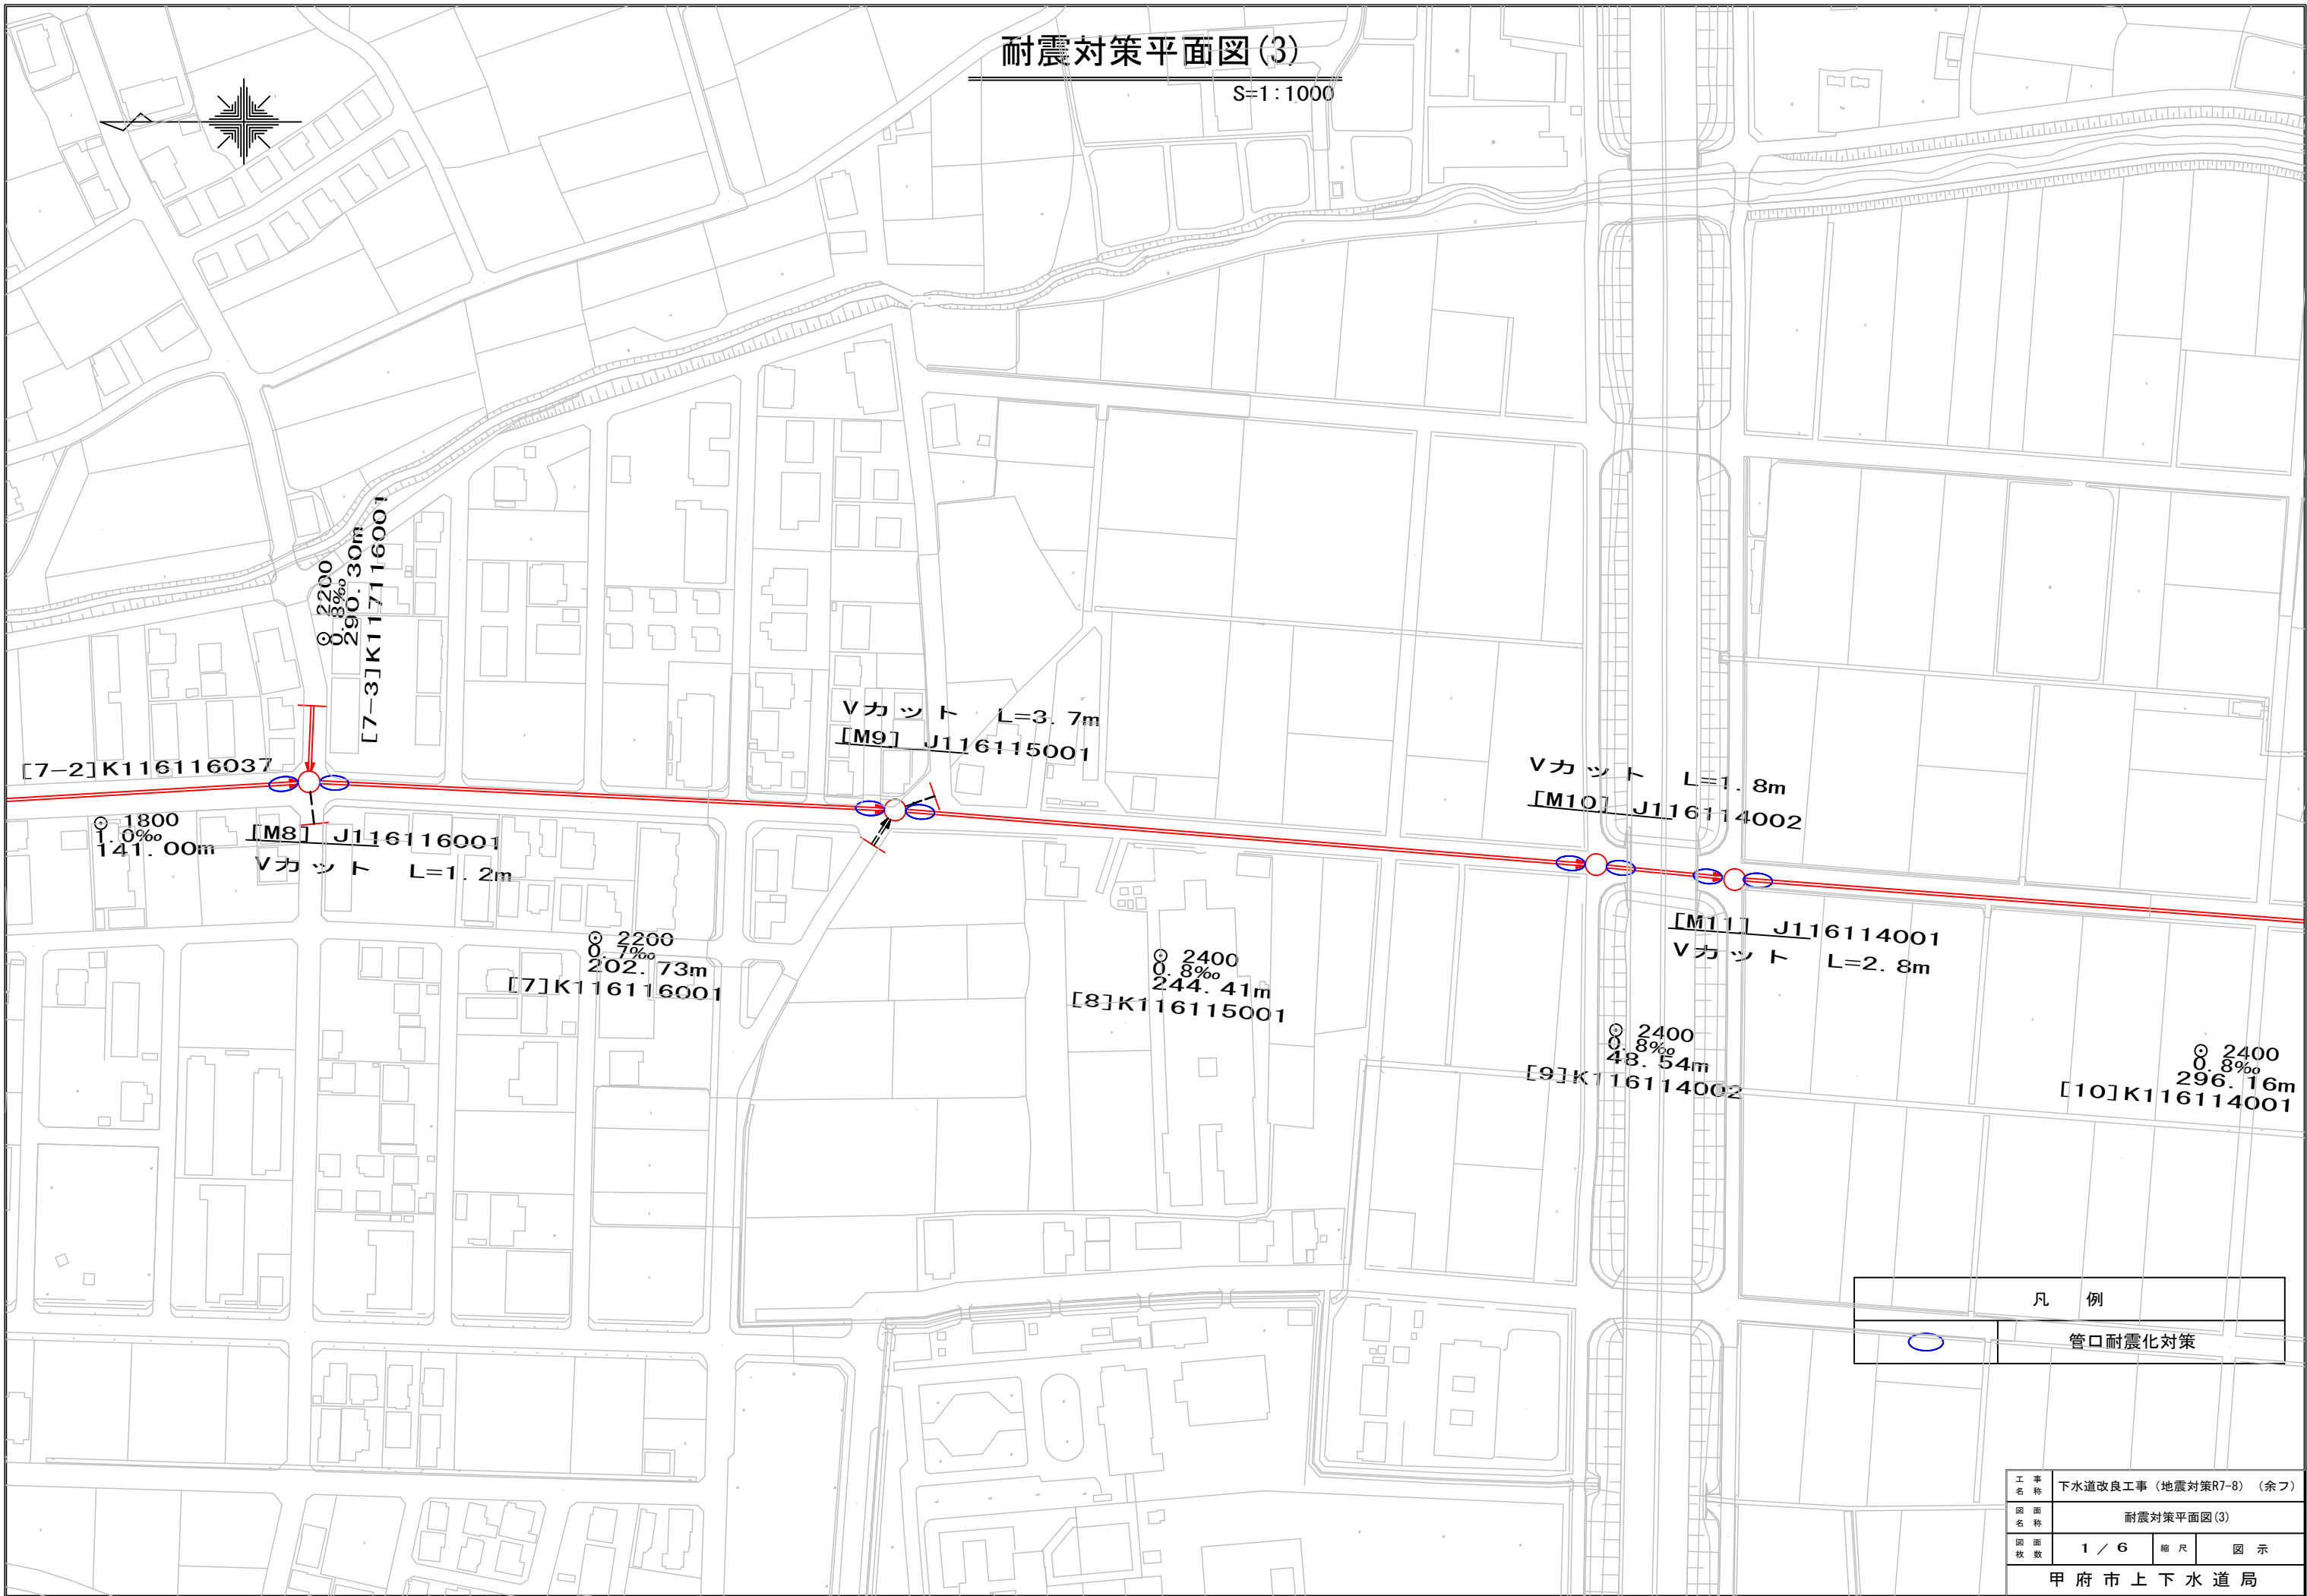 耐震対策平面図(3)
S=1:1000
2200
0.8‰
290.30m
[7-3]K117116001
[7-2]K116116037
1800
1.0‰
141.00m
[M8] J116116001
Vカット L=1.2m
Vカット L=3.7m
[M9] J116115001
2200
0.7‰
202.73m
[7]K116116001
2400
0.8‰
244.41m
[8]K116115001
Vカット L=1.8m
[M10] J116114002
[M11] J116114001
Vカット L=2.8m
2400
0.8‰
48.54m
[9]K116114002
2400
0.8‰
296.16m
[10]K116114001
凡 例
管口耐震化対策
工事名称 下水道改良工事（地震対策R7-8）（余フ）
図面名称 耐震対策平面図(3)
図面枚数 1 / 6 縮尺 図示
甲府市上下水道局